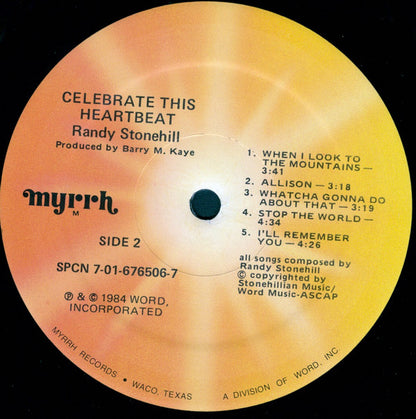 CELEBRATE THIS
HEARTBEAT
Randy Stonehill
Produced by Barry M. Kaye
myrrh
M
SIDE 2
SPCN 7-01-676506-7
℗ & © 1984 WORD,
INCORPORATED
1. WHEN I LOOK TO
THE MOUNTAINS —
3:41
2. ALLISON — 3:18
3. WHATCHA GONNA DO
ABOUT THAT — 3:19
4. STOP THE WORLD —
4:34
5. I'LL REMEMBER
YOU — 4:26
all songs composed by
Randy Stonehill
© copyrighted by
Stonehillian Music/
Word Music-ASCAP
MYRRH RECORDS • WACO, TEXAS • A DIVISION OF WORD, INC